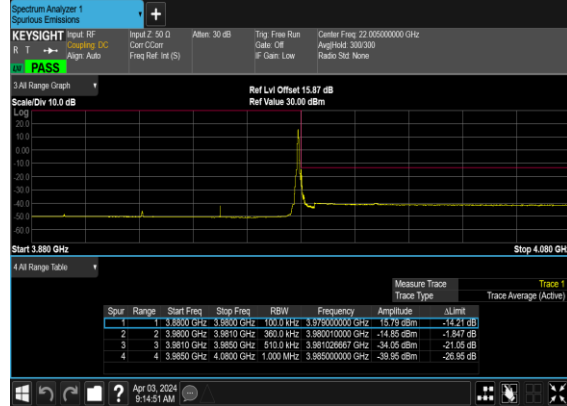 Spectrum Analyzer 1
Spurious Emissions
+
KEYSIGHT Input: RF Input Z: 50 Ω Atten: 30 dB Trig: Free Run Center Freq: 22.005000000 GHz
R T Coupling: DC Corr CCorr Gate: Off Avg|Hold: 300/300
Align: Auto Freq Ref: Int (S) IF Gain: Low Radio Std: None
LW PASS
3 All Range Graph
Ref Lvl Offset 15.87 dB
Scale/Div 10.0 dB Ref Value 30.00 dBm
Log
20.0
10.0
0.00
-10.0
-20.0
-30.0
-40.0
-50.0
-60.0
Start 3.880 GHz Stop 4.080 GHz
4 All Range Table
Measure Trace Trace 1
Trace Type Trace Average (Active)
Spur Range Start Freq Stop Freq RBW Frequency Amplitude ΔLimit
1 1 3.8800 GHz 3.9800 GHz 100.0 kHz 3.979000000 GHz 15.79 dBm -14.21 dB
2 2 3.9800 GHz 3.9810 GHz 360.0 kHz 3.980010000 GHz -14.85 dBm -1.847 dB
3 3 3.9810 GHz 3.9850 GHz 510.0 kHz 3.981026667 GHz -34.05 dBm -21.05 dB
4 4 3.9850 GHz 4.0800 GHz 1.000 MHz 3.985000000 GHz -39.95 dBm -26.95 dB
? Apr 03, 2024
9:14:51 AM